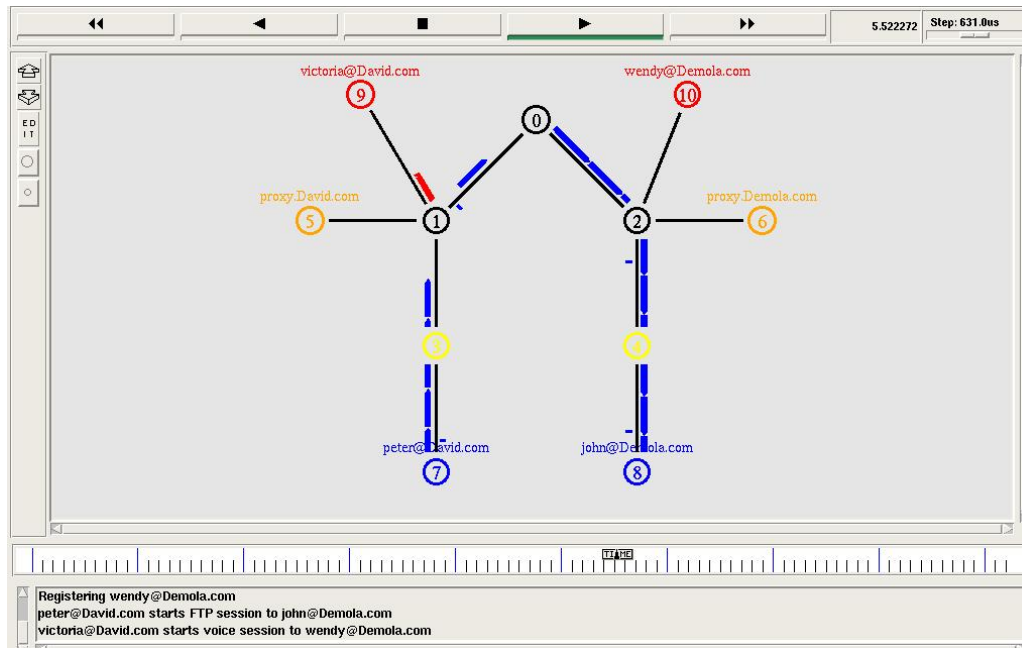 5.522272
Step: 631.0us
ED
IT
victoria@David.com
wendy@Demola.com
9
10
0
proxy.David.com
proxy.Demola.com
5
1
2
6
3
4
peter@David.com
john@Demola.com
7
8
TIME
Registering wendy@Demola.com
peter@David.com starts FTP session to john@Demola.com
victoria@David.com starts voice session to wendy@Demola.com